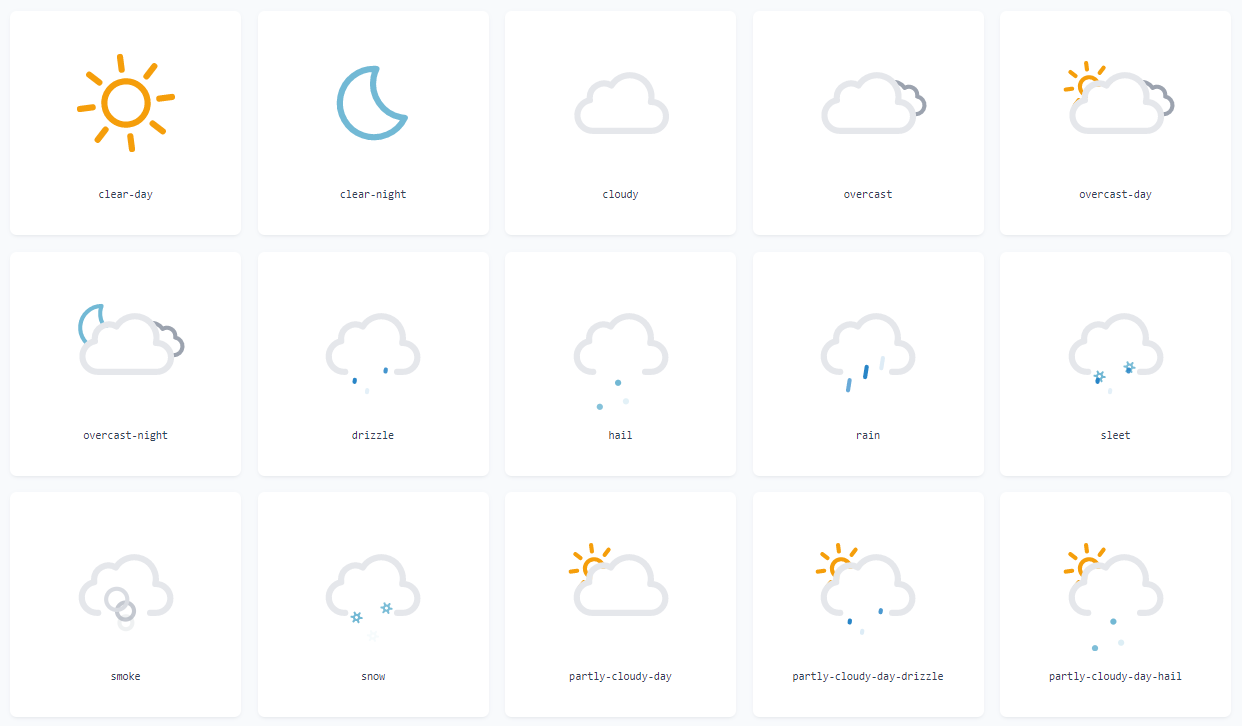 clear-day
clear-night
cloudy
overcast
overcast-day
overcast-night
drizzle
hail
rain
sleet
smoke
snow
partly-cloudy-day
partly-cloudy-day-drizzle
partly-cloudy-day-hail